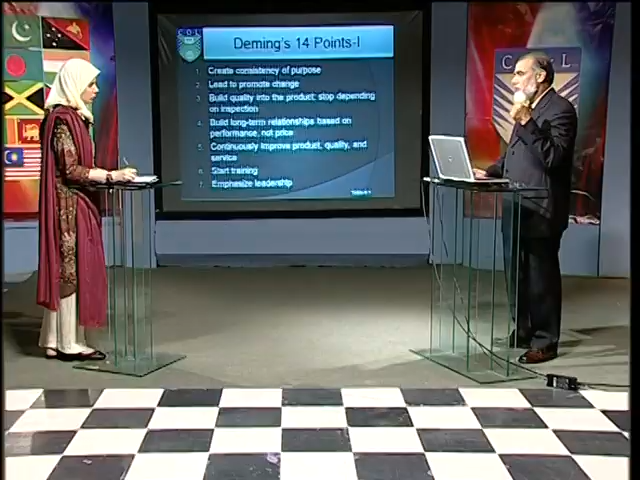 COL
Deming's 14 Points-I
1. Create consistency of purpose
2. Lead to promote change
3. Build quality into the product; stop depending
on inspection
4. Build long-term relationships based on
performance, not price
5. Continuously improve product, quality, and
service
6. Start training
7. Emphasize leadership
COL